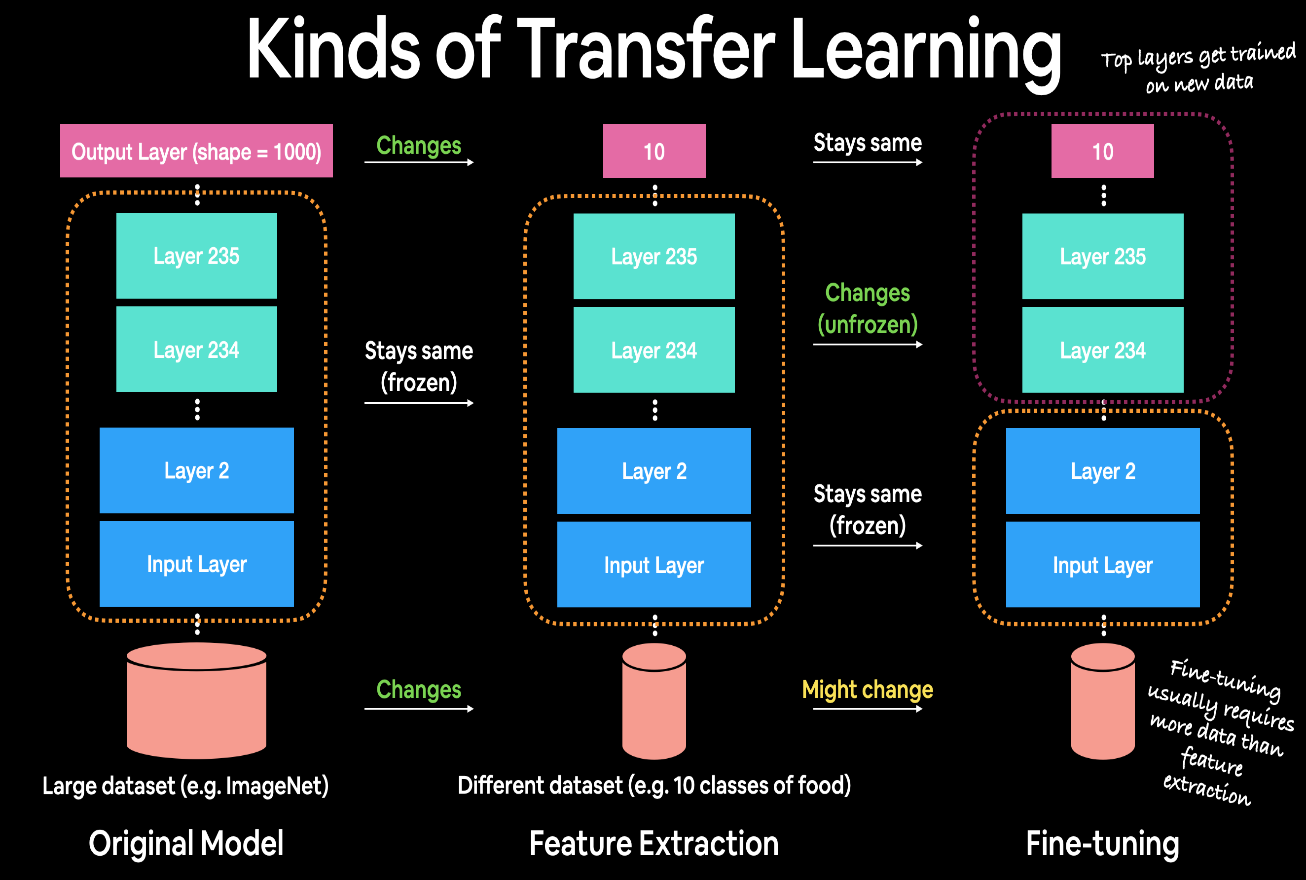 Kinds of Transfer Learning
Top layers get trained
on new data
Output Layer (shape = 1000)
Changes
10
Stays same
10
Layer 235
Layer 235
Layer 235
Changes
(unfrozen)
Layer 234
Stays same
(frozen)
Layer 234
Layer 234
Layer 2
Layer 2
Stays same
(frozen)
Layer 2
Input Layer
Input Layer
Input Layer
Changes
Might change
Fine-tuning
usually requires
more data than
feature
extraction
Large dataset (e.g. ImageNet)
Different dataset (e.g. 10 classes of food)
Original Model
Feature Extraction
Fine-tuning